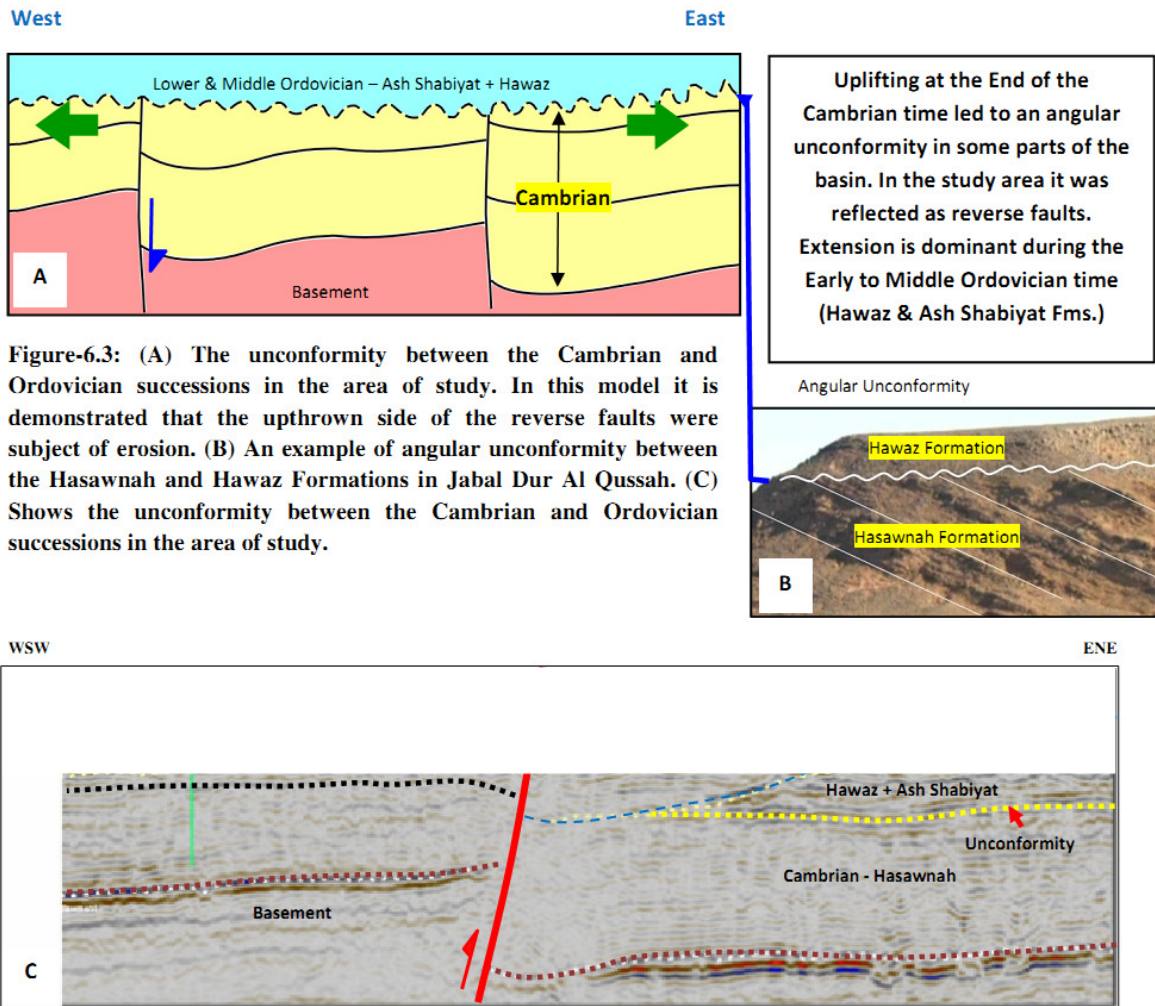 West
East
Lower & Middle Ordovician – Ash Shabiyat + Hawaz
Cambrian
A
Basement
Uplifting at the End of the
Cambrian time led to an angular
unconformity in some parts of the
basin. In the study area it was
reflected as reverse faults.
Extension is dominant during the
Early to Middle Ordovician time
(Hawaz & Ash Shabiyat Fms.)
Figure-6.3: (A) The unconformity between the Cambrian and
Ordovician successions in the area of study. In this model it is
demonstrated that the upthrown side of the reverse faults were
subject of erosion. (B) An example of angular unconformity between
the Hasawnah and Hawaz Formations in Jabal Dur Al Qussah. (C)
Shows the unconformity between the Cambrian and Ordovician
successions in the area of study.
Angular Unconformity
Hawaz Formation
Hasawnah Formation
B
WSW
ENE
Hawaz + Ash Shabiyat
Unconformity
Cambrian - Hasawnah
Basement
C